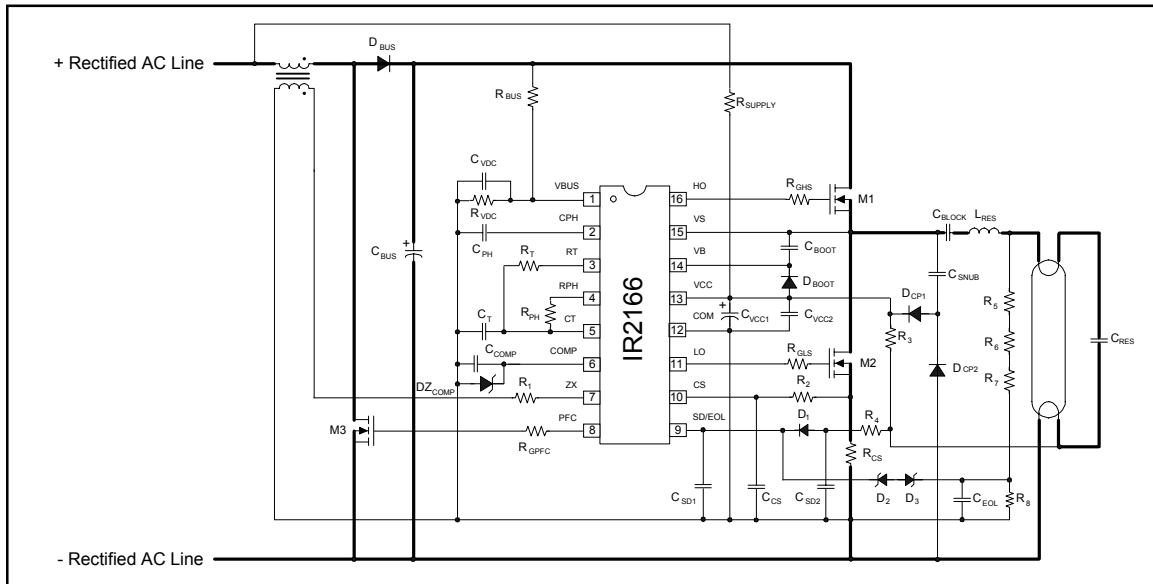 D BUS
+ Rectified AC Line
R BUS
R SUPPLY
C VDC
VBUS
1
R VDC
CPH
2
C PH
C BUS
+
R T
RT
3
RPH
4
R PH
C T
CT
5
C COMP
COMP
6
DZ COMP
R 1
ZX
7
M3
PFC
8
R GPFC
IR2166
HO
16
R GHS
M1
VS
15
C BOOT
VB
14
D BOOT
VCC
13
+
C VCC1
C VCC2
COM
12
LO
11
R GLS
M2
CS
10
R 2
SD/EOL
9
D 1
R 4
R CS
C BLOCK
L RES
C SNUB
D CP1
R 3
D CP2
R 5
R 6
R 7
C RES
C SD1
C CS
C SD2
D 2
D 3
C EOL
R 8
- Rectified AC Line